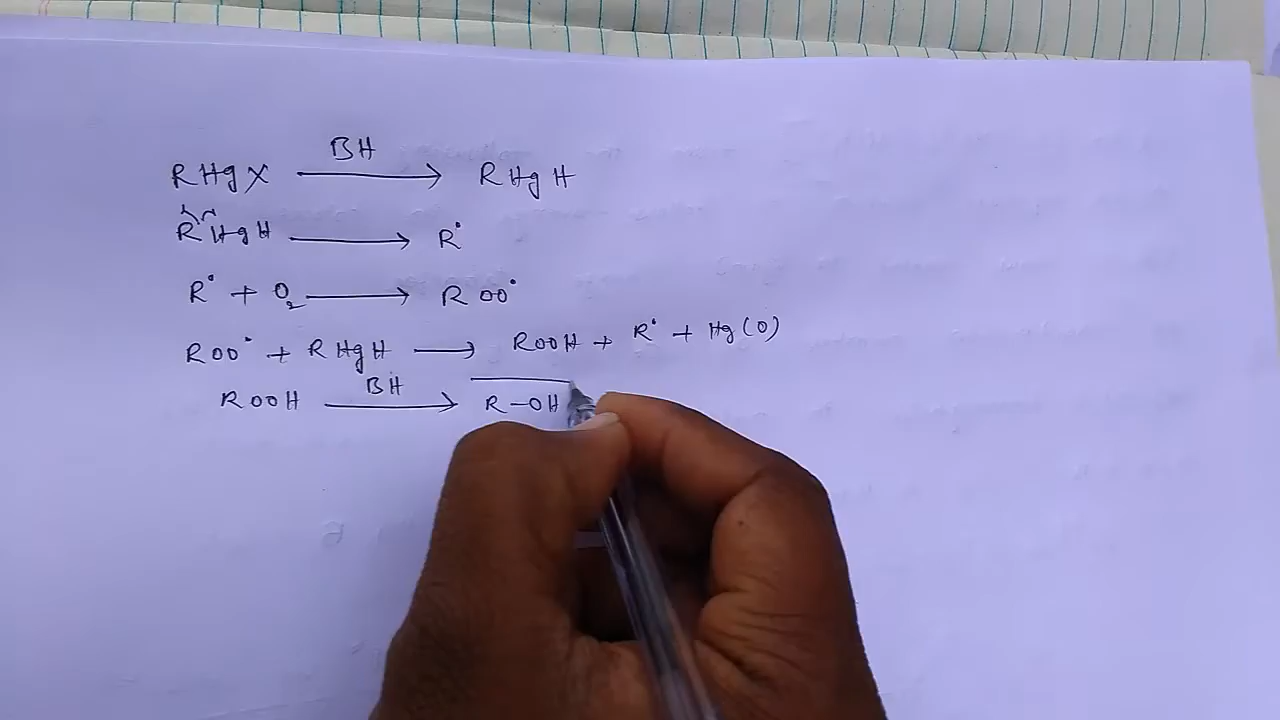 BH
RHgX ⟶ RHgH
RHgH ⟶ R•
R• + O₂ ⟶ ROO•
ROO• + RHgH ⟶ ROOH + R• + Hg(0)
BH
ROOH ⟶ R-OH